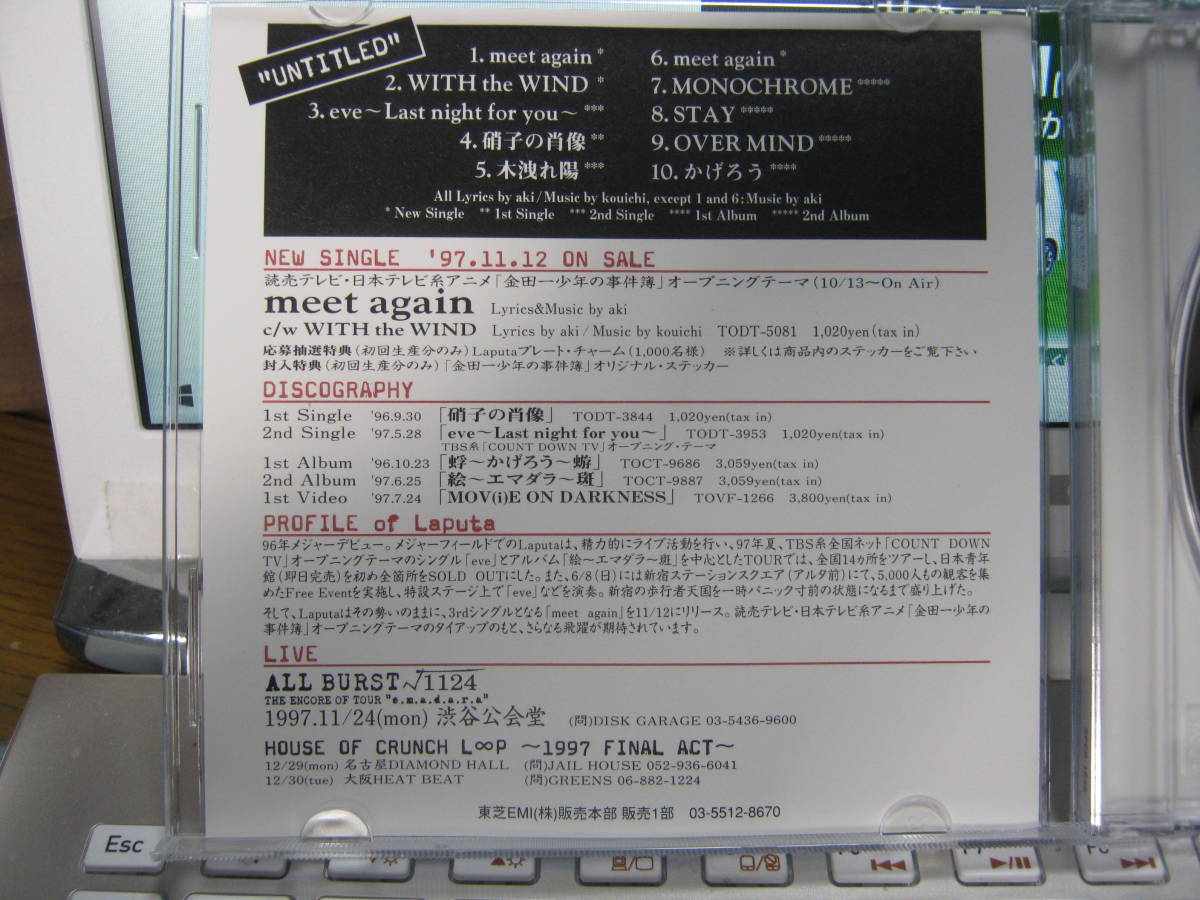 "UNTITLED"
1. meet again *
2. WITH the WIND *
3. eve～Last night for you～ ***
4. 硝子の肖像 **
5. 木洩れ陽 ***
6. meet again *
7. MONOCHROME *****
8. STAY *****
9. OVER MIND *****
10. かげろう ****
All Lyrics by aki/Music by kouichi, except 1 and 6:Music by aki
* New Single ** 1st Single *** 2nd Single **** 1st Album ***** 2nd Album
NEW SINGLE '97.11.12 ON SALE
読売テレビ・日本テレビ系アニメ「金田一少年の事件簿」オープニングテーマ(10/13～On Air)
meet again Lyrics&Music by aki
c/w WITH the WIND Lyrics by aki/Music by kouichi TODT-5081 1,020yen(tax in)
応募抽選特典(初回生産分のみ)Laputaプレート・チャーム(1,000名様) ※詳しくは商品内のステッカーをご覧下さい
封入特典(初回生産分のみ)「金田一少年の事件簿」オリジナル・ステッカー
DISCOGRAPHY
1st Single '96.9.30 「硝子の肖像」 TODT-3844 1,020yen(tax in)
2nd Single '97.5.28 「eve～Last night for you～」 TODT-3953 1,020yen(tax in)
TBS系「COUNT DOWN TV」オープニング・テーマ
1st Album '96.10.23 「蜉～かげろう～蝣」 TOCT-9686 3,059yen(tax in)
2nd Album '97.6.25 「絵～エマダラ～斑」 TOCT-9887 3,059yen(tax in)
1st Video '97.7.24 「MOV(i)E ON DARKNESS」 TOVF-1266 3,800yen(tax in)
PROFILE of Laputa
96年メジャーデビュー。メジャーフィールドでのLaputaは、精力的にライブ活動を行い、97年夏、TBS系全国ネット「COUNT DOWN
TV」オープニングテーマのシングル「eve」とアルバム「絵～エマダラ～斑」を中心としたTOURでは、全国14ヵ所をツアーし、日本青年
館(即日完売)を初め全箇所をSOLD OUTにした。また、6/8(日)には新宿ステーションスクエア(アルタ前)にて、5,000人もの観客を集
めたFree Eventを実施し、特設ステージ上で「eve」などを演奏。新宿の歩行者天国を一時パニック寸前の状態になるまで盛り上げた。
そして、Laputaはその勢いのままに、3rdシングルとなる「meet again」を11/12にリリース。読売テレビ・日本テレビ系アニメ「金田一少年の
事件簿」オープニングテーマのタイアップのもと、さらなる飛躍が期待されています。
LIVE
ALL BURST √1124
THE ENCORE OF TOUR "e.m.a.d.a.r.a"
1997.11/24(mon) 渋谷公会堂 (問)DISK GARAGE 03-5436-9600
HOUSE OF CRUNCH L∞P ～1997 FINAL ACT～
12/29(mon) 名古屋DIAMOND HALL (問)JAIL HOUSE 052-936-6041
12/30(tue) 大阪HEAT BEAT (問)GREENS 06-882-1224
東芝EMI(株)販売本部 販売1部 03-5512-8670
Esc